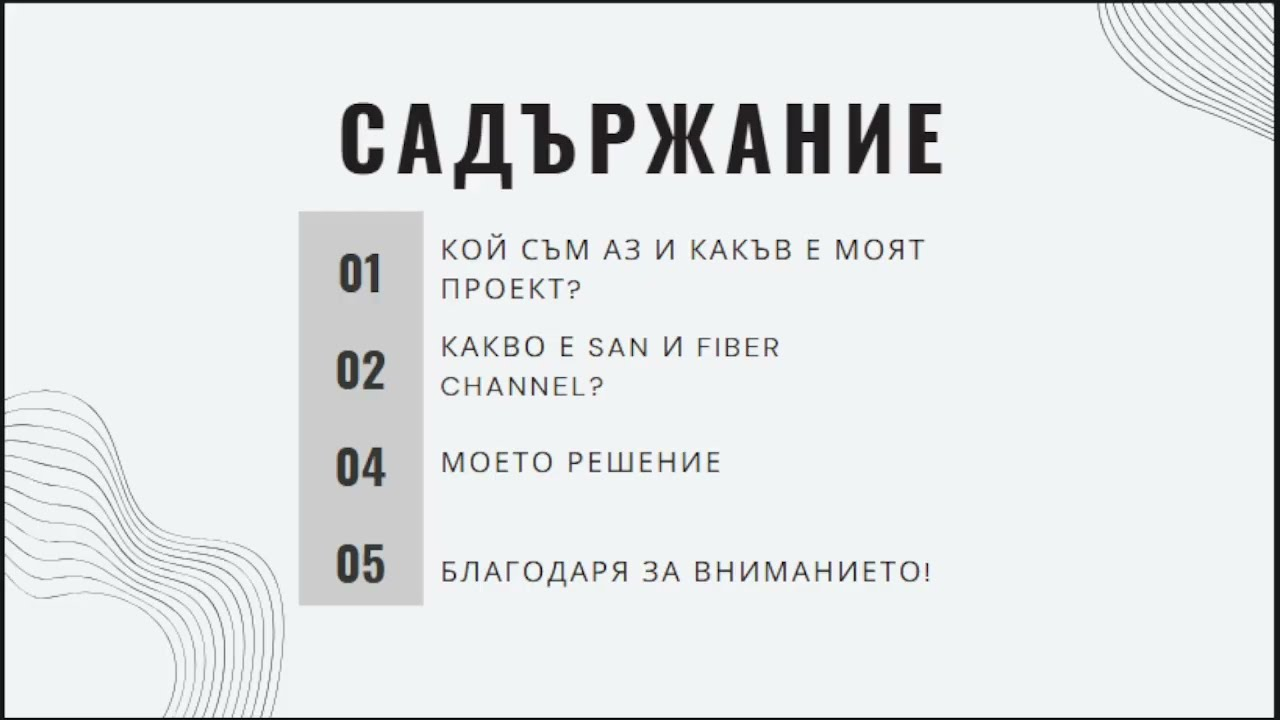 САДЪРЖАНИЕ
01
КОЙ СЪМ АЗ И КАКЪВ Е МОЯТ
ПРОЕКТ?
02
КАКВО Е SAN И FIBER
CHANNEL?
04
МОЕТО РЕШЕНИЕ
05
БЛАГОДАРЯ ЗА ВНИМАНИЕТО!